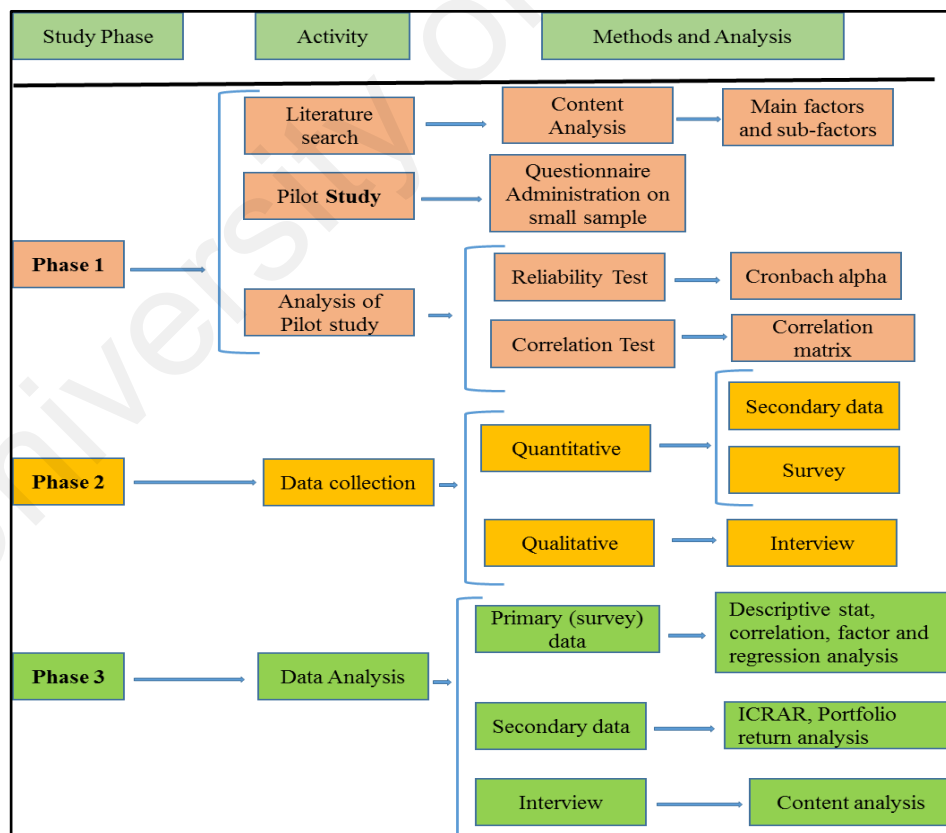 Study Phase
Activity
Methods and Analysis
Literature
search
Content
Analysis
Main factors
and sub-factors
Pilot Study
Questionnaire
Administration on
small sample
Phase 1
Analysis of
Pilot study
Reliability Test
Cronbach alpha
Correlation Test
Correlation
matrix
Phase 2
Data collection
Quantitative
Secondary data
Survey
Qualitative
Interview
Phase 3
Data Analysis
Primary (survey)
data
Descriptive stat,
correlation, factor and
regression analysis
Secondary data
ICRAR, Portfolio
return analysis
Interview
Content analysis
University of